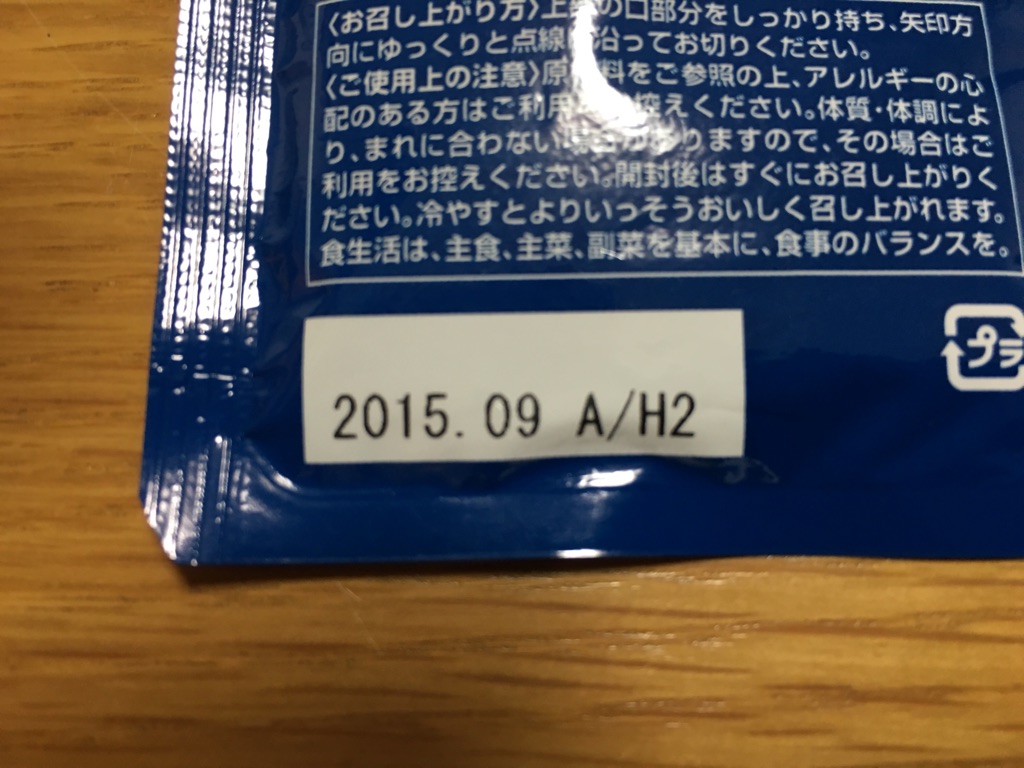 〈お召し上がり方〉上部の口部分をしっかり持ち、矢印方
向にゆっくりと点線に沿ってお切りください。
〈ご使用上の注意〉原材料をご参照の上、アレルギーの心
配のある方はご利用をお控えください。体質・体調によ
り、まれに合わない場合がありますので、その場合はご
利用をお控えください。開封後はすぐにお召し上がりく
ださい。冷やすとよりいっそうおいしく召し上がれます。
食生活は、主食、主菜、副菜を基本に、食事のバランスを。
プラ
2015.09 A/H2